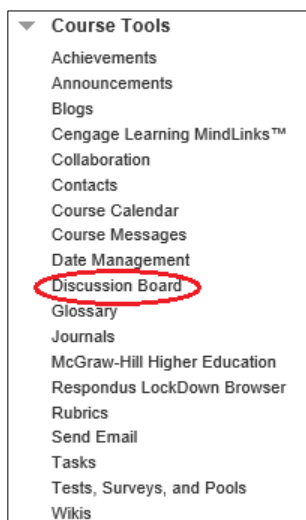 Course Tools
Achievements
Announcements
Blogs
Cengage Learning MindLinks™
Collaboration
Contacts
Course Calendar
Course Messages
Date Management
Discussion Board
Glossary
Journals
McGraw-Hill Higher Education
Respondus LockDown Browser
Rubrics
Send Email
Tasks
Tests, Surveys, and Pools
Wikis